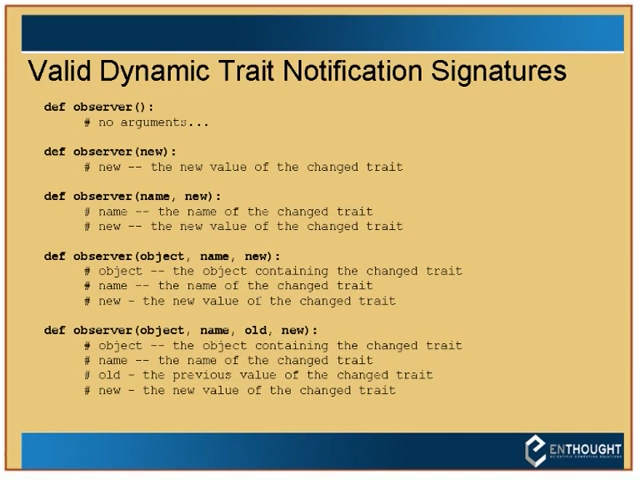 Valid Dynamic Trait Notification Signatures
def observer():
# no arguments...
def observer(new):
# new -- the new value of the changed trait
def observer(name, new):
# name -- the name of the changed trait
# new -- the new value of the changed trait
def observer(object, name, new):
# object -- the object containing the changed trait
# name -- the name of the changed trait
# new - the new value of the changed trait
def observer(object, name, old, new):
# object -- the object containing the changed trait
# name -- the name of the changed trait
# old - the previous value of the changed trait
# new - the new value of the changed trait
ENTHOUGHT
SCIENTIFIC COMPUTING SOLUTIONS